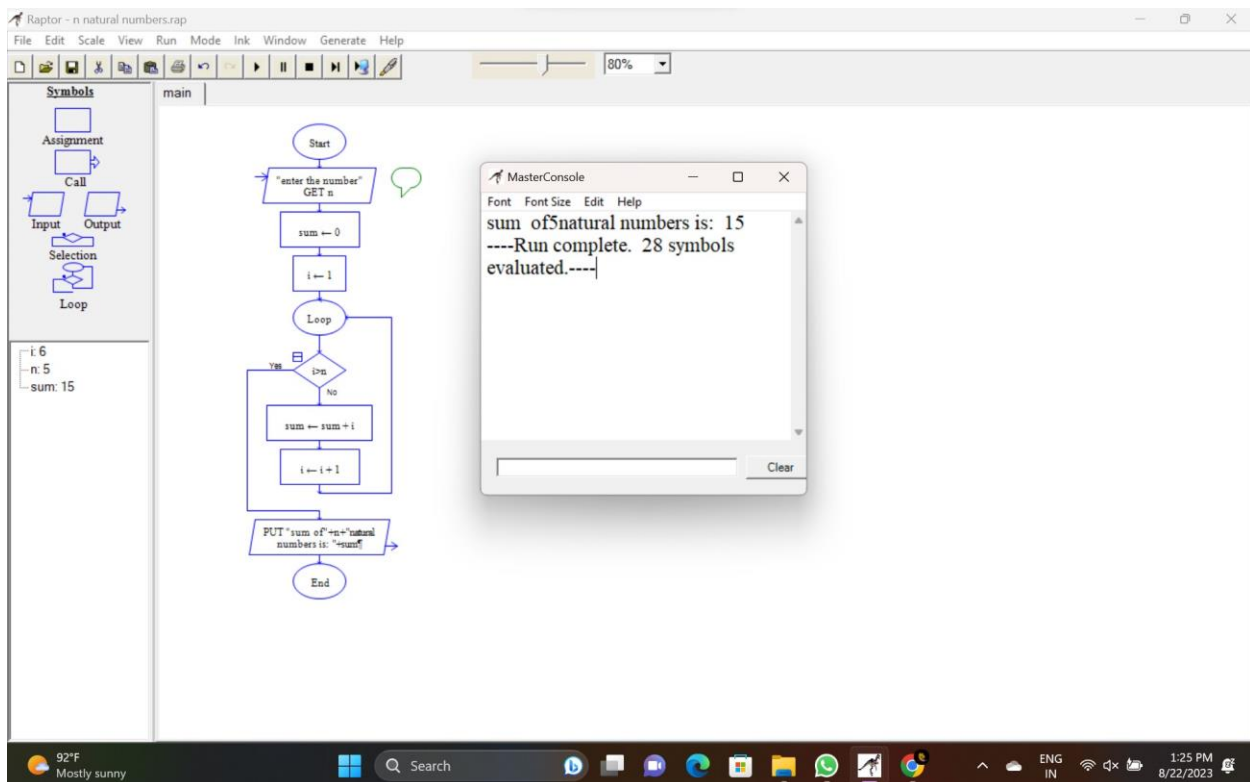 Raptor - n natural numbers.rap
File Edit Scale View Run Mode Ink Window Generate Help
80%
Symbols
main
Assignment
Call
Input Output
Selection
Loop
i: 6
n: 5
sum: 15
Start
"enter the number"
GET n
sum ← 0
i ← 1
Loop
Yes
i>n
No
sum ← sum + i
i ← i + 1
PUT "sum of"+n+"natural
numbers is: "+sum¶
End
MasterConsole
Font Font Size Edit Help
sum of5natural numbers is: 15
----Run complete. 28 symbols
evaluated.----
Clear
92°F
Mostly sunny
Search
ENG
IN
1:25 PM
8/22/2023